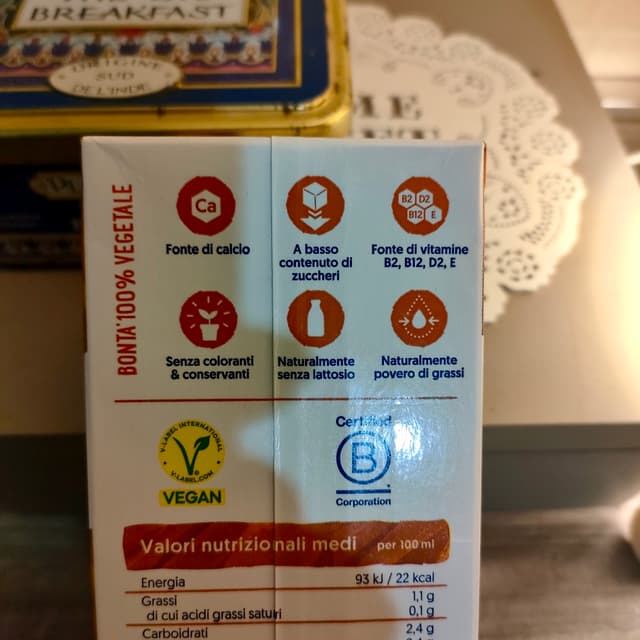 BREAKFAST
ORIGINE
SUD
DE L'INDE
BONTA' 100% VEGETALE
Ca
Fonte di calcio
A basso
contenuto di
zuccheri
B2 D2
B12 E
Fonte di vitamine
B2, B12, D2, E
Senza coloranti
& conservanti
Naturalmente
senza lattosio
Naturalmente
povero di grassi
V-LABEL INTERNATIONAL
V-LABEL.COM
VEGAN
Certified
B
Corporation
Valori nutrizionali medi per 100 ml
Energia 93 kJ / 22 kcal
Grassi 1,1 g
di cui acidi grassi saturi 0,1 g
Carboidrati 2,4 g